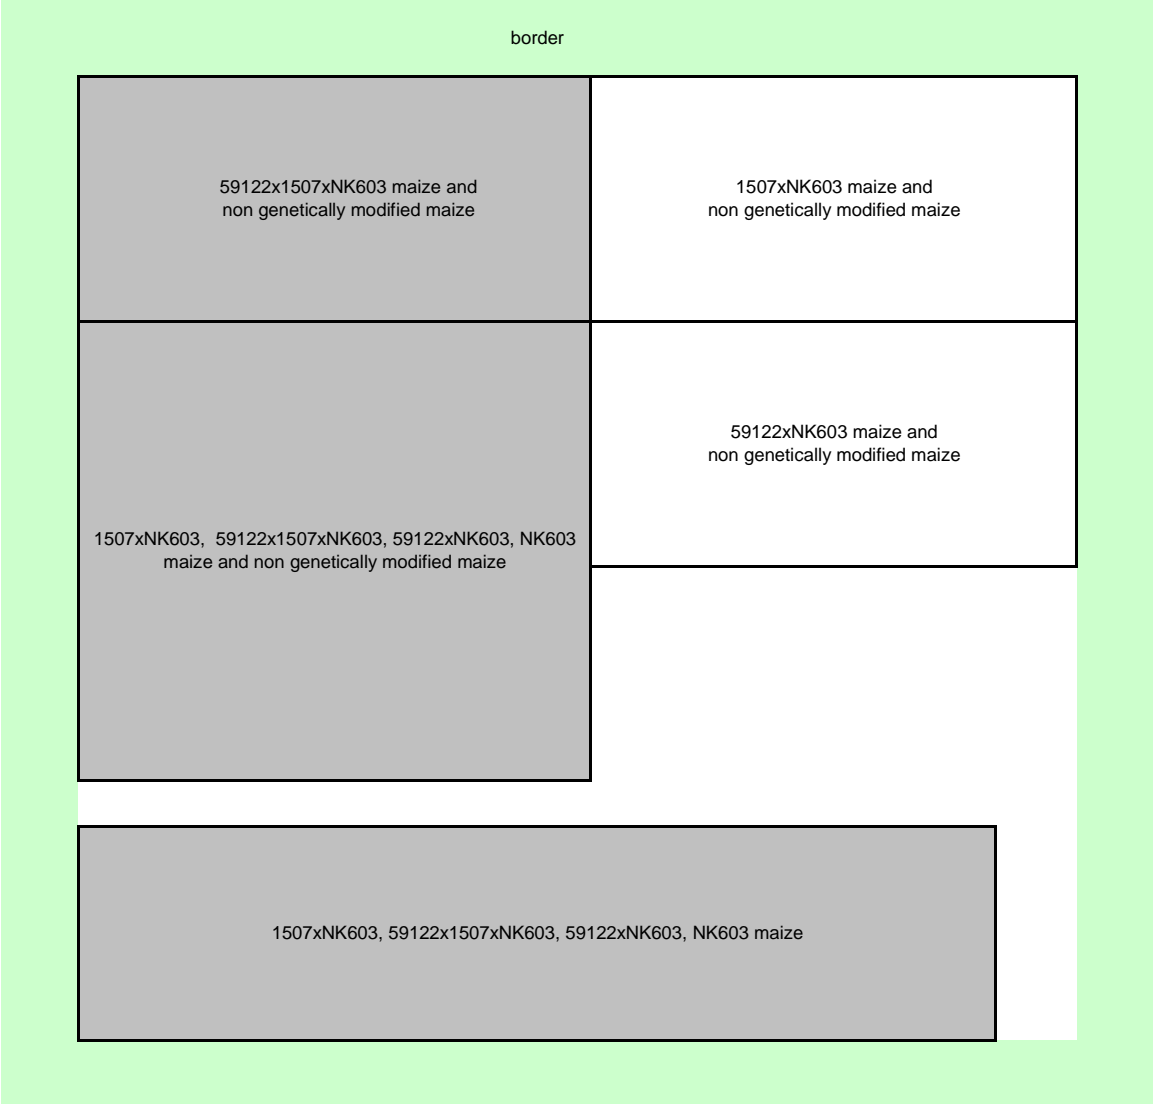 border
59122x1507xNK603 maize and
non genetically modified maize
1507xNK603 maize and
non genetically modified maize
59122xNK603 maize and
non genetically modified maize
1507xNK603,  59122x1507xNK603, 59122xNK603, NK603
maize and non genetically modified maize
1507xNK603, 59122x1507xNK603, 59122xNK603, NK603 maize